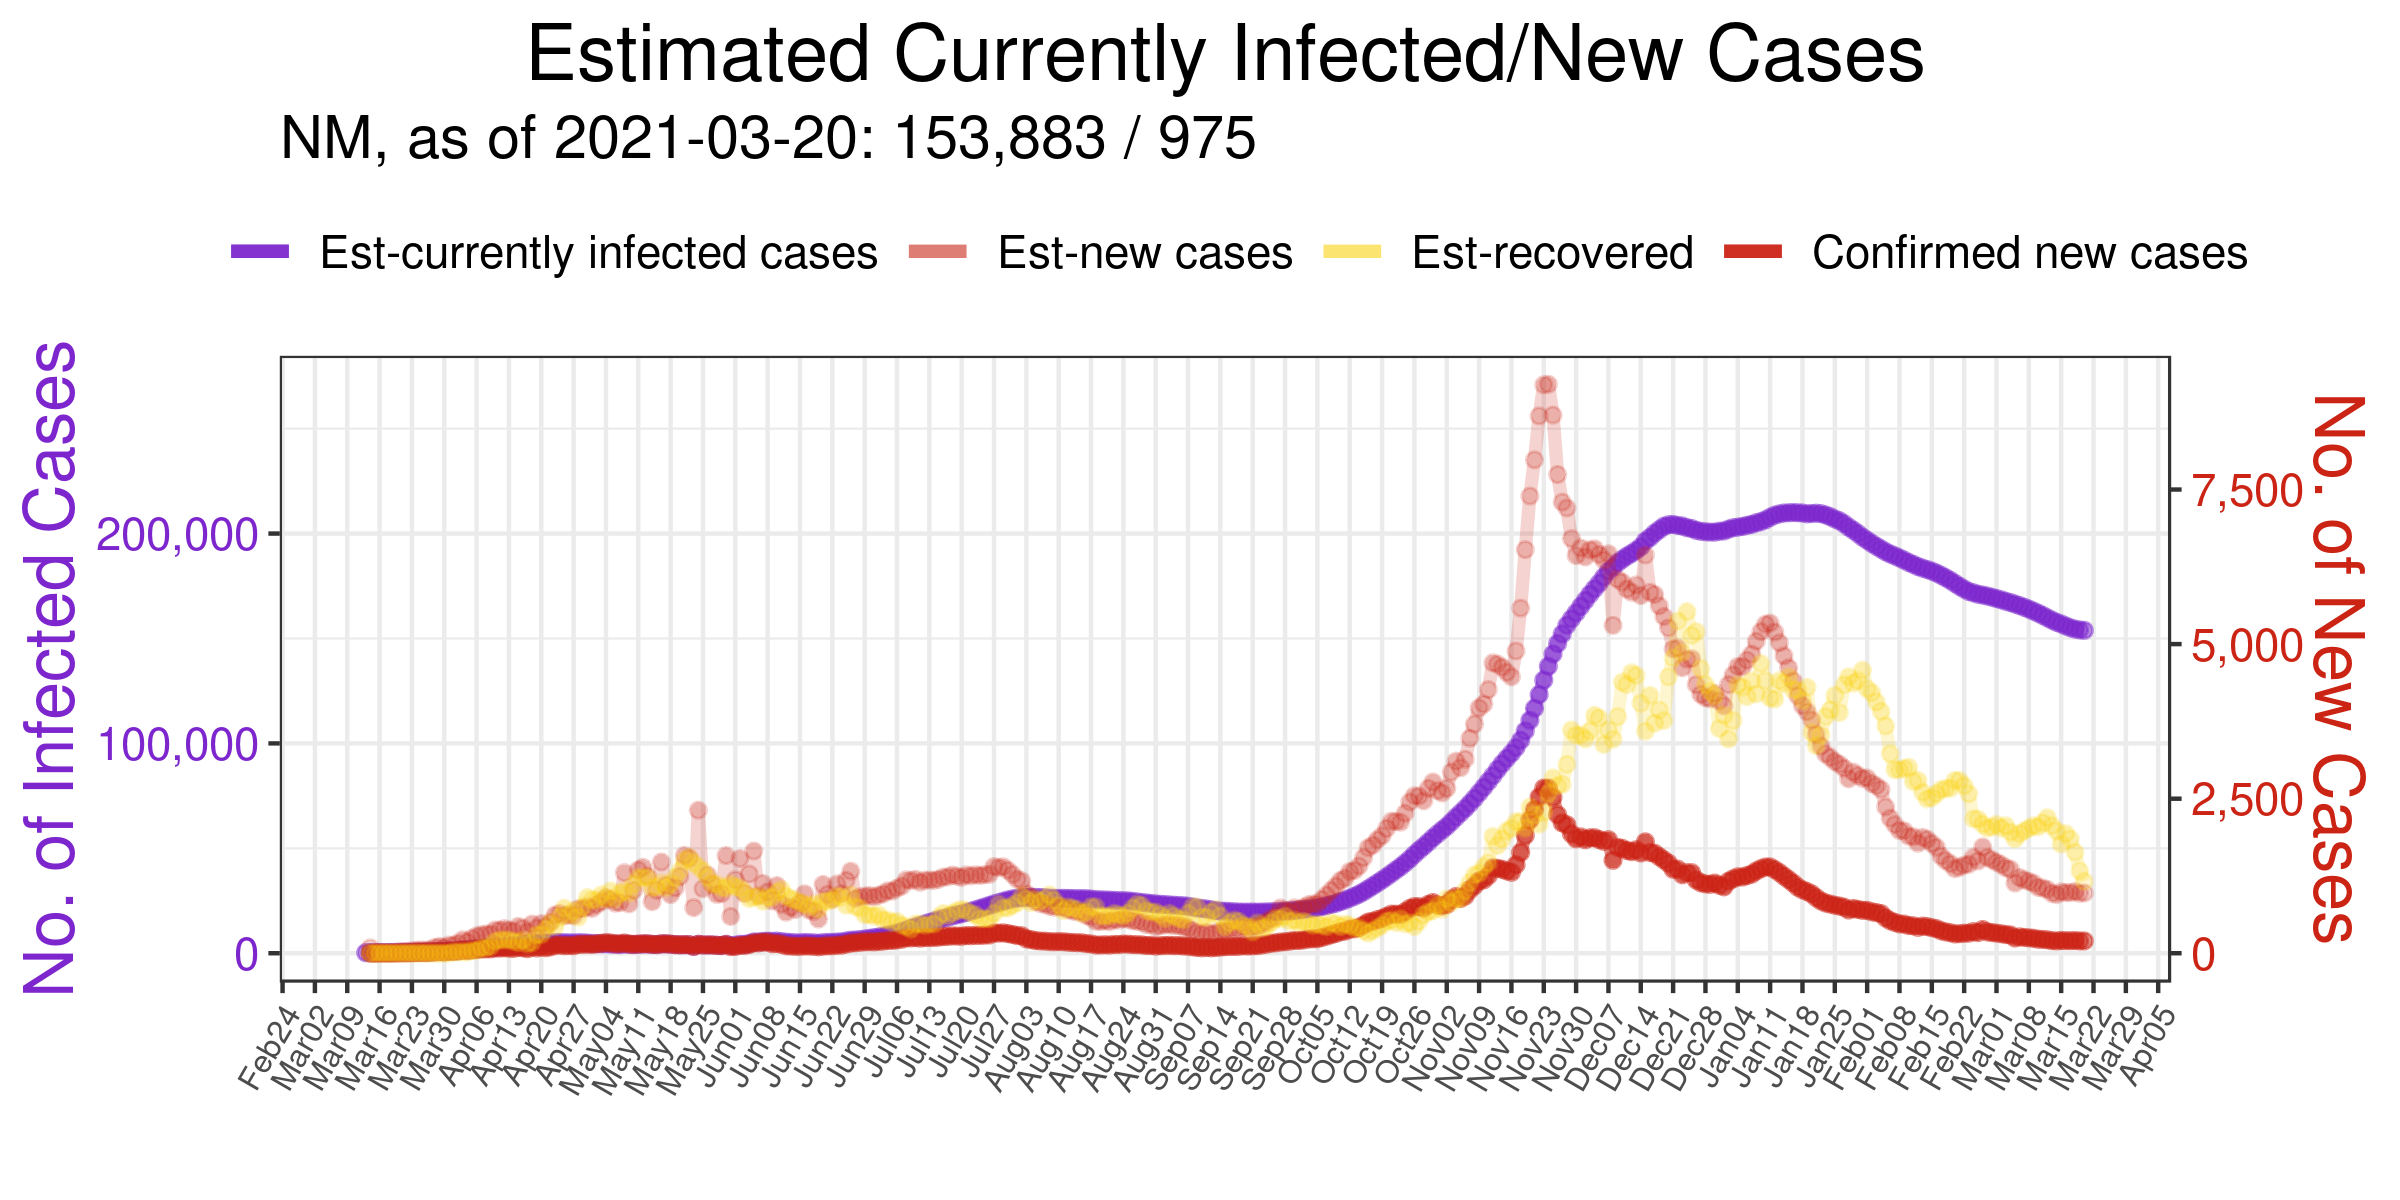 Estimated Currently Infected/New Cases
NM, as of 2021-03-20: 153,883 / 975
Est-currently infected cases Est-new cases Est-recovered Confirmed new cases
No. of Infected Cases
200,000
100,000
0
No. of New Cases
7,500
5,000
2,500
0
Feb24 Mar02 Mar09 Mar16 Mar23 Mar30 Apr06 Apr13 Apr20 Apr27 May04 May11 May18 May25 Jun01 Jun08 Jun15 Jun22 Jun29 Jul06 Jul13 Jul20 Jul27 Aug03 Aug10 Aug17 Aug24 Aug31 Sep07 Sep14 Sep21 Sep28 Oct05 Oct12 Oct19 Oct26 Nov02 Nov09 Nov16 Nov23 Nov30 Dec07 Dec14 Dec21 Dec28 Jan04 Jan11 Jan18 Jan25 Feb01 Feb08 Feb15 Feb22 Mar01 Mar08 Mar15 Mar22 Mar29 Apr05